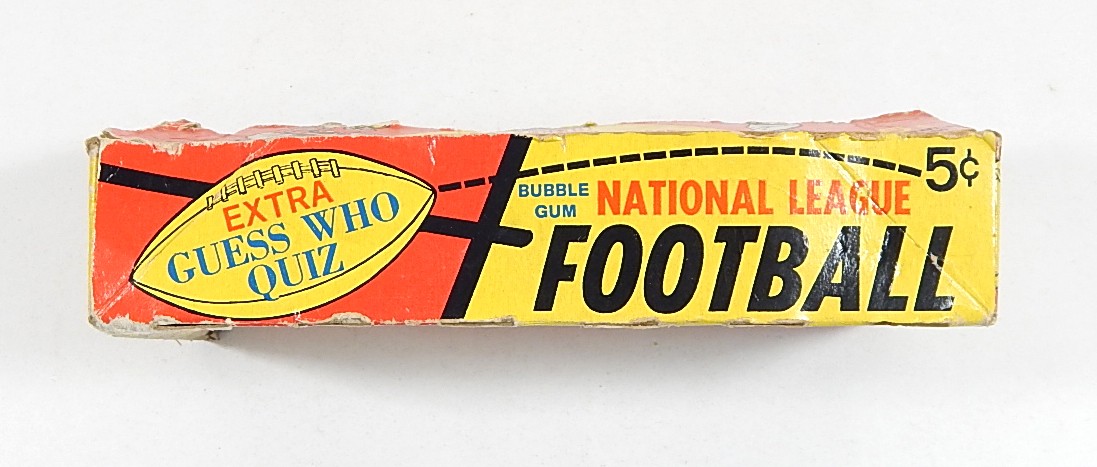 EXTRA
GUESS WHO
QUIZ
5¢
BUBBLE
GUM
NATIONAL LEAGUE
FOOTBALL